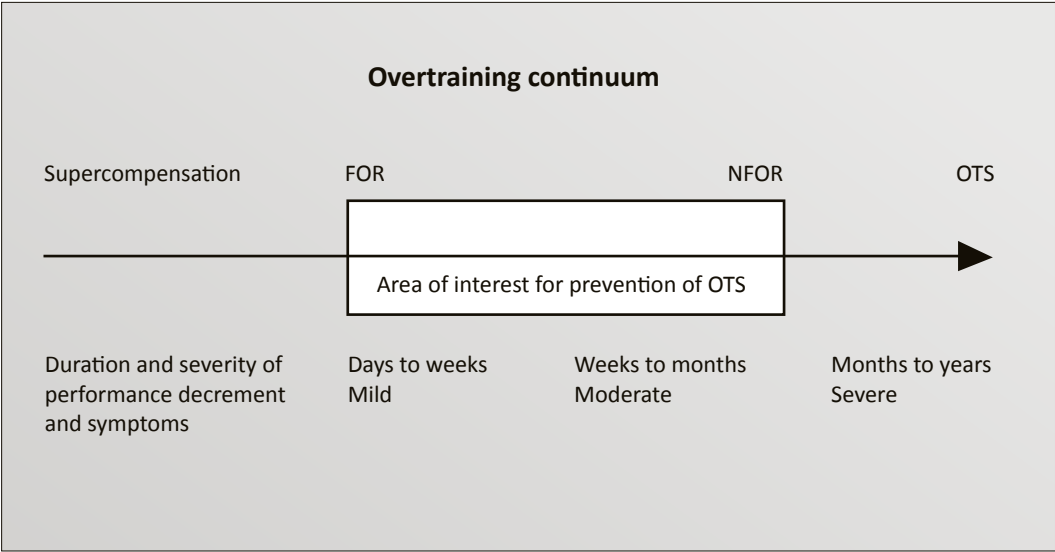 Overtraining continuum
Supercompensation FOR NFOR OTS
Area of interest for prevention of OTS
Duration and severity of
performance decrement
and symptoms
Days to weeks
Mild
Weeks to months
Moderate
Months to years
Severe